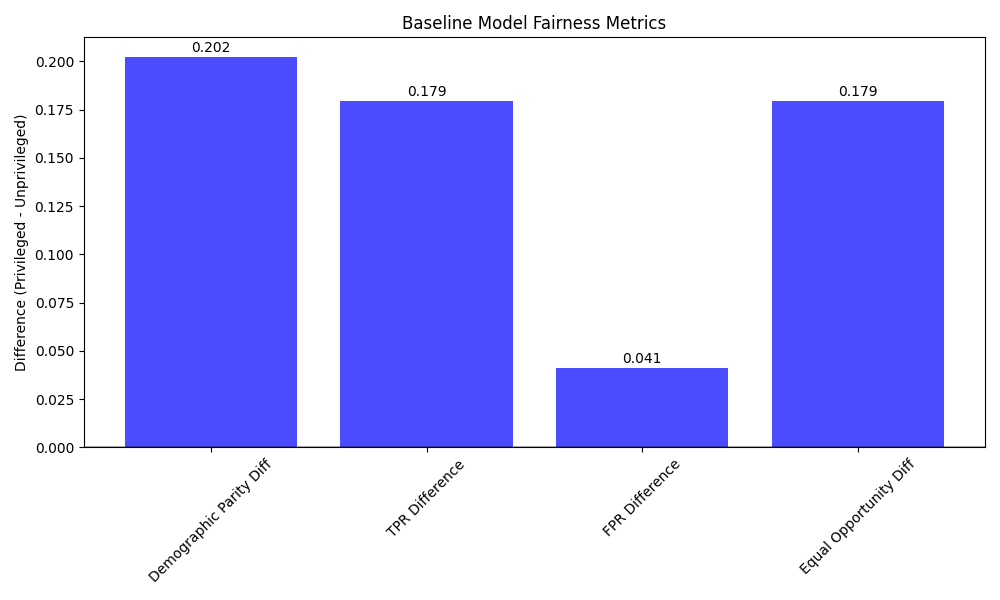 Baseline Model Fairness Metrics
Difference (Privileged - Unprivileged)
0.200
0.175
0.150
0.125
0.100
0.075
0.050
0.025
0.000
0.202
0.179
0.041
0.179
Demographic Parity Diff
TPR Difference
FPR Difference
Equal Opportunity Diff